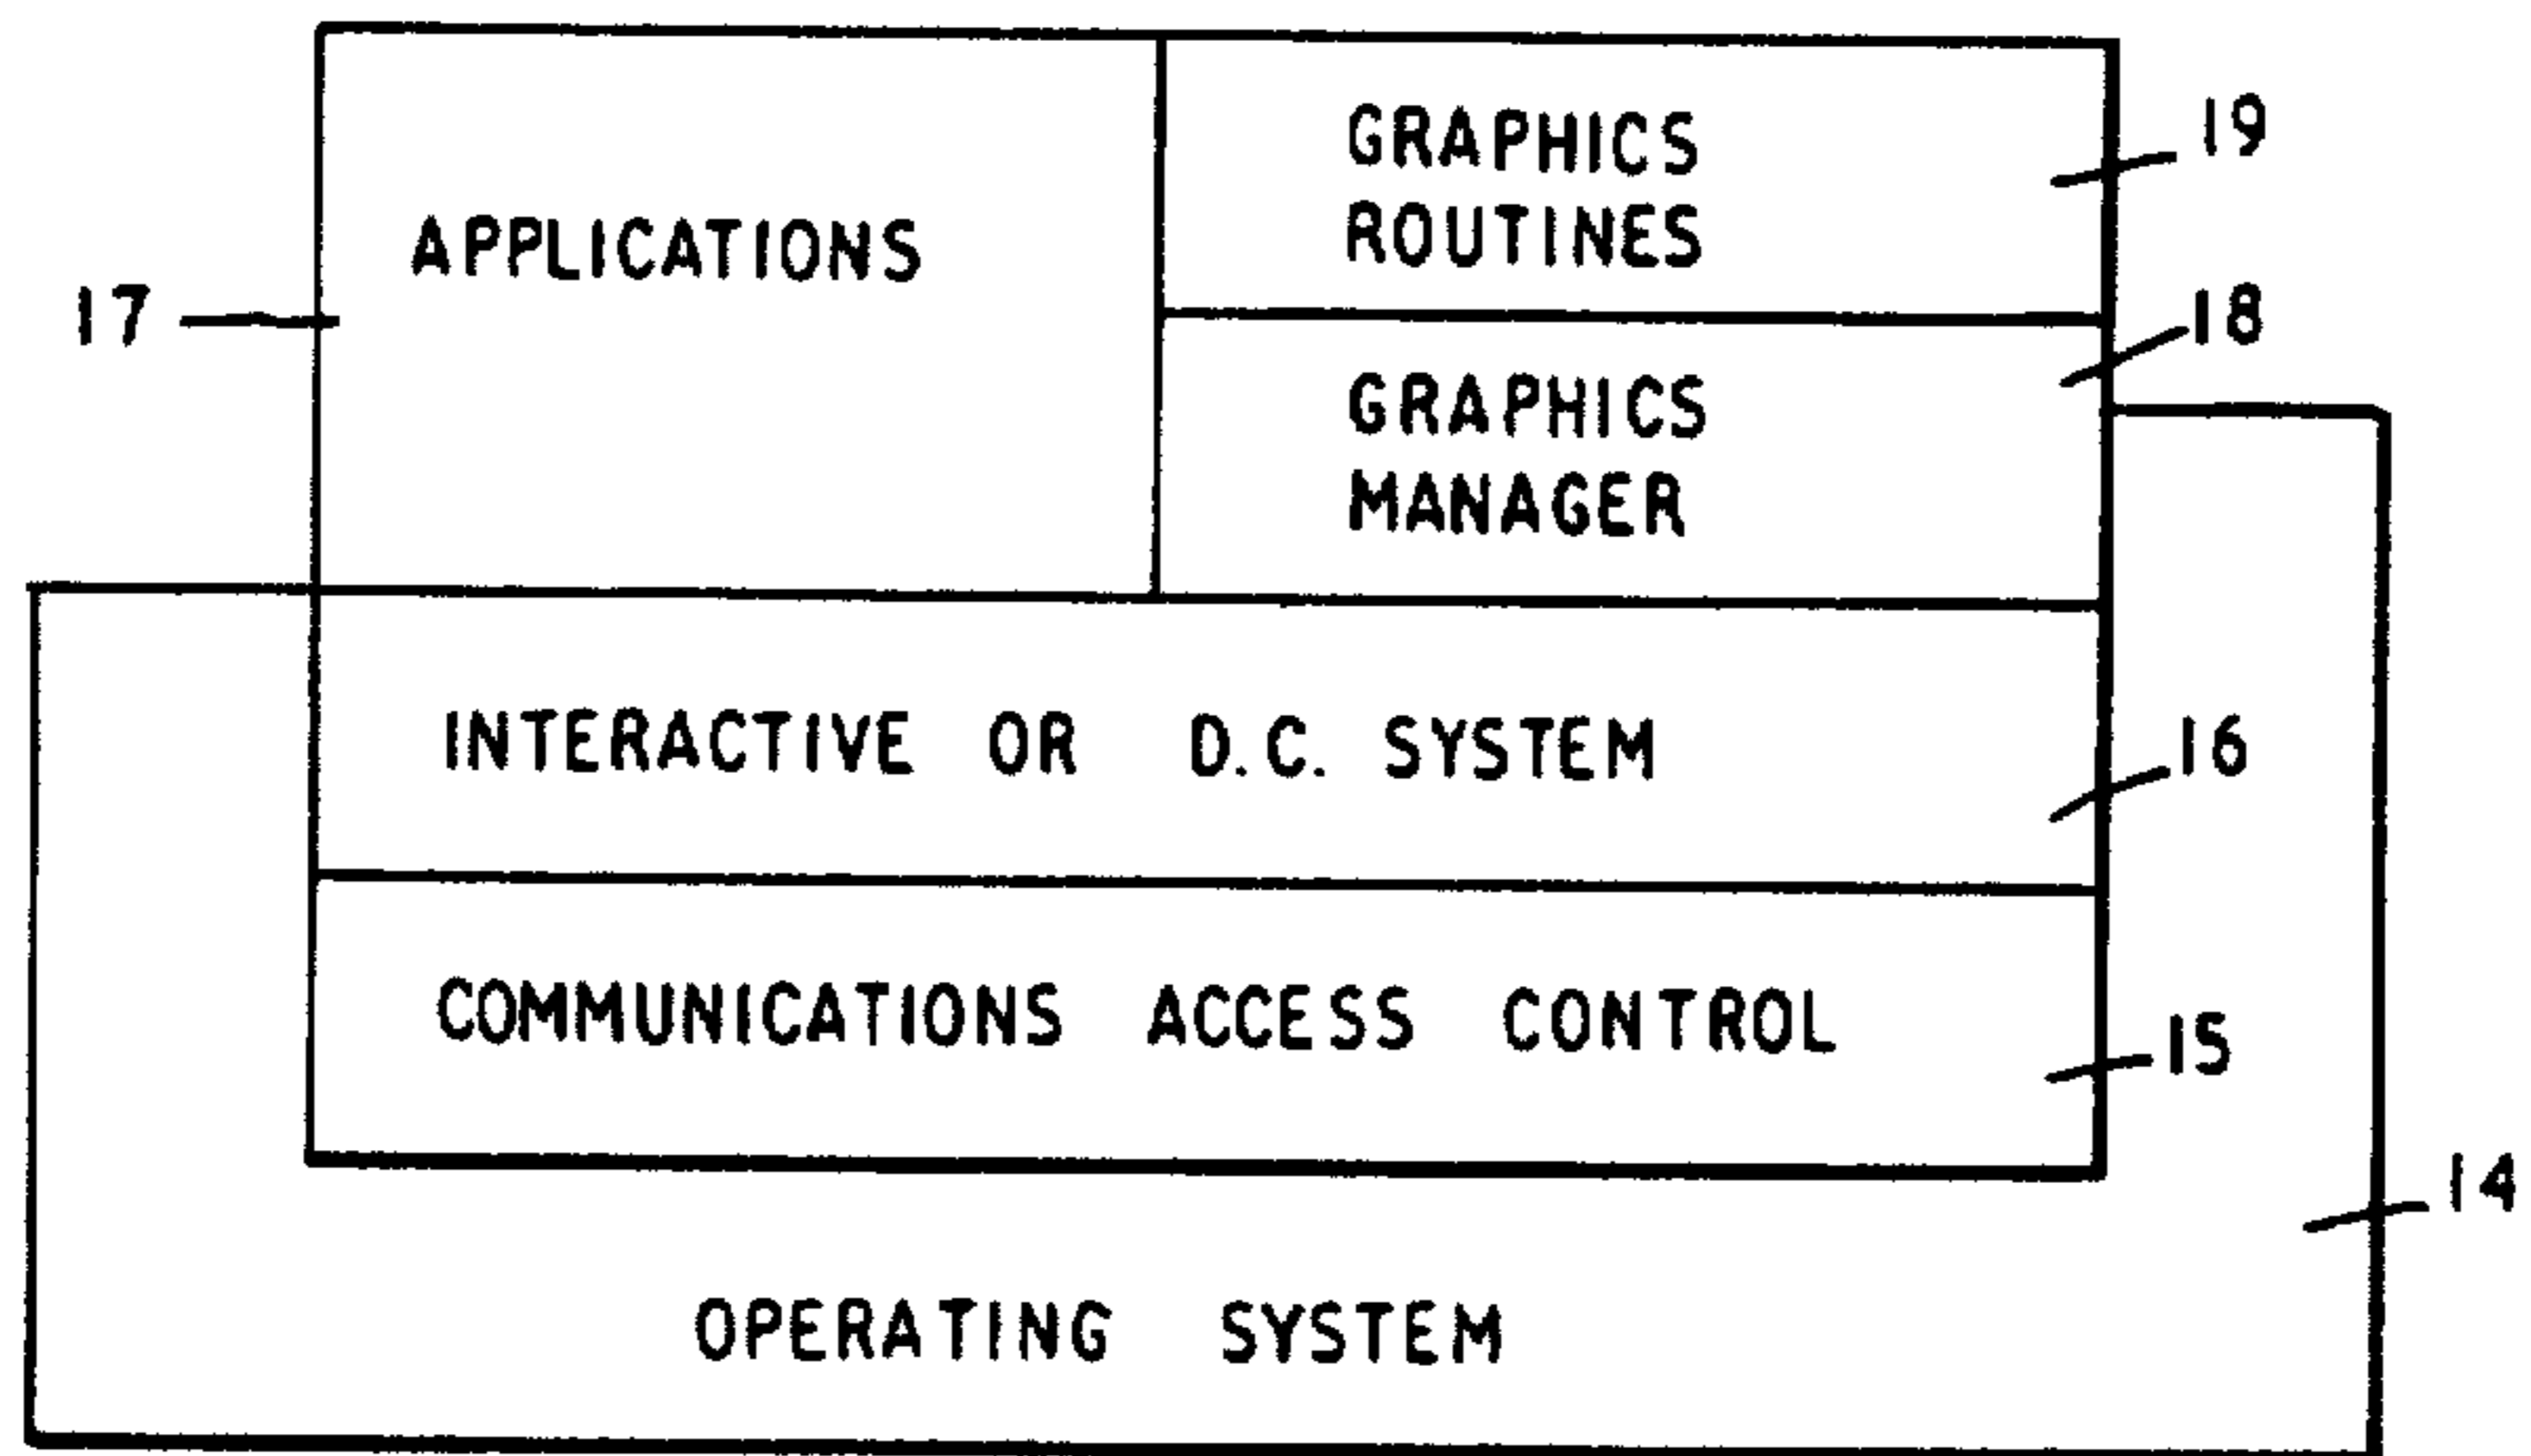 GRAPHICS
ROUTINES
19
APPLICATIONS
17
18
GRAPHICS
MANAGER
INTERACTIVE OR D.C. SYSTEM
16
COMMUNICATIONS ACCESS CONTROL
15
14
OPERATING SYSTEM